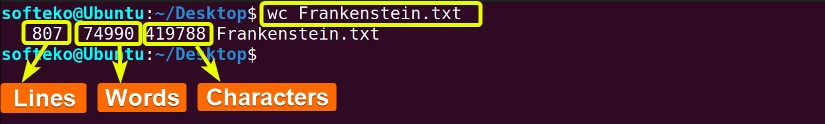 softeko@Ubuntu:~/Desktop$ wc Frankenstein.txt
807 74990 419788 Frankenstein.txt
softeko@Ubuntu:~/Desktop$
Lines Words Characters